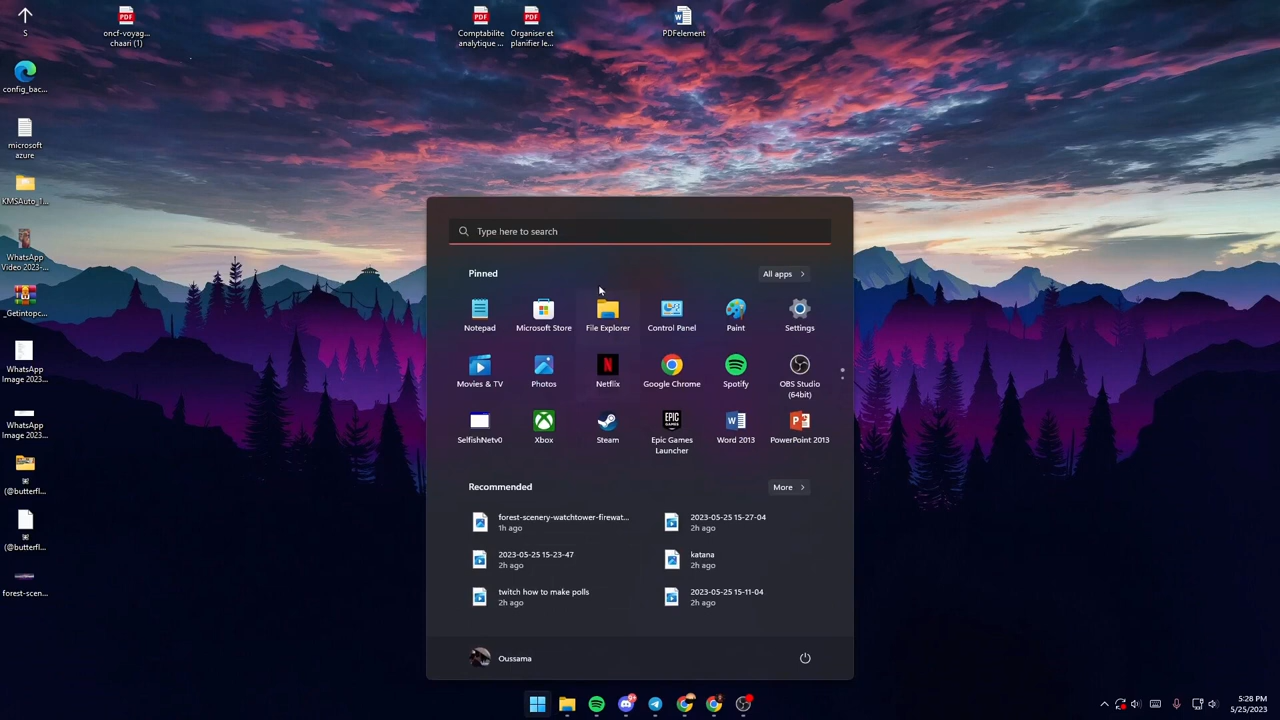 S
oncf-voyag...
chaari (1)
Comptabilite
analytique ...
Organiser et
planifier le...
PDFelement
config_bac...
microsoft
azure
KMSAuto_1...
WhatsApp
Video 2023-...
_Getintopc...
WhatsApp
Image 2023...
WhatsApp
Image 2023...
(@butterfl...
(@butterfl...
forest-scen...
Type here to search
Pinned
All apps
Notepad
Microsoft Store
File Explorer
Control Panel
Paint
Settings
Movies & TV
Photos
Netflix
Google Chrome
Spotify
OBS Studio
(64bit)
SelfishNetv0
Xbox
Steam
Epic Games
Launcher
Word 2013
PowerPoint 2013
Recommended
More
forest-scenery-watchtower-firewat...
1h ago
2023-05-25 15-27-04
2h ago
2023-05-25 15-23-47
2h ago
katana
2h ago
twitch how to make polls
2h ago
2023-05-25 15-11-04
2h ago
Oussama
5:28 PM
5/25/2023